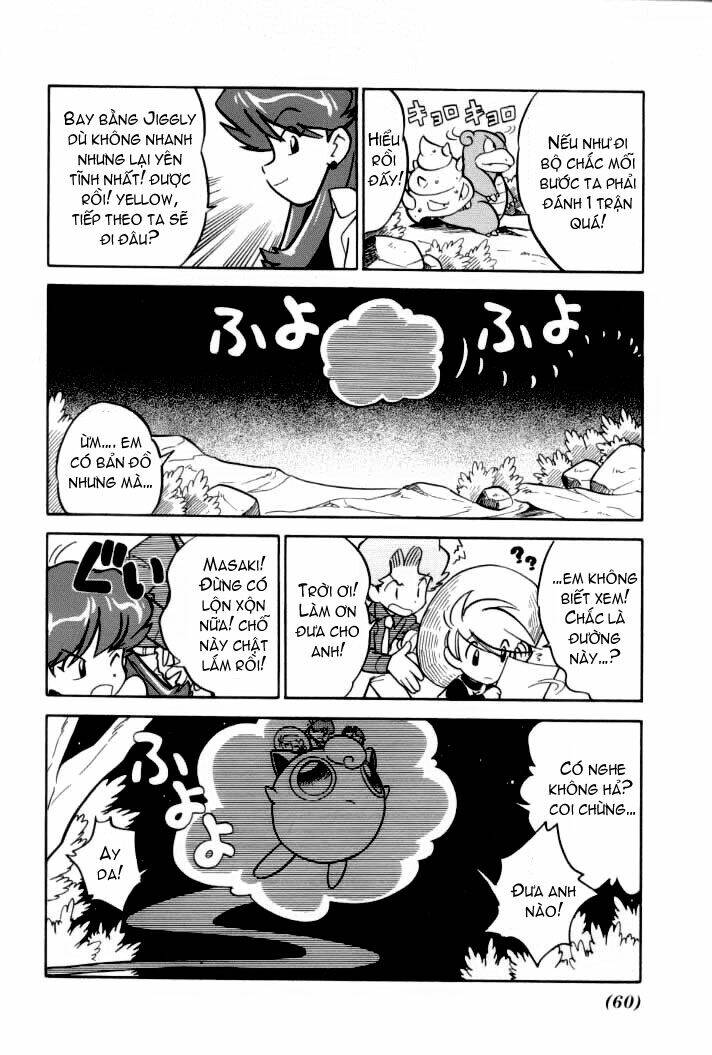 NẾU NHƯ ĐI
BỘ CHẮC MỖI
BƯỚC TA PHẢI
ĐÁNH 1 TRẬN
QUÁ!
キョロ キョロ
HIỂU
RỒI
ĐẤY!
BAY BẰNG JIGGLY
DÙ KHÔNG NHANH
NHƯNG LẠI YÊN
TĨNH NHẤT! ĐƯỢC
RỒI! YELLOW,
TIẾP THEO TA SẼ
ĐI ĐÂU?
ふよ
ふよ
ỪM.... EM
CÓ BẢN ĐỒ
NHƯNG MÀ...
...EM KHÔNG
BIẾT XEM!
CHẮC LÀ
ĐƯỜNG
NÀY...?
??
TRỜI ƠI!
LÀM ƠN
ĐƯA CHO
ANH!
MASAKI!
ĐỪNG CÓ
LỘN XỘN
NỮA! CHỖ
NÀY CHẬT
LẮM RỒI!
ぐい
CÓ NGHE
KHÔNG HẢ?
COI CHỪNG...
ĐƯA ANH
NÀO!
ふよよ
AY
DA!
(60)